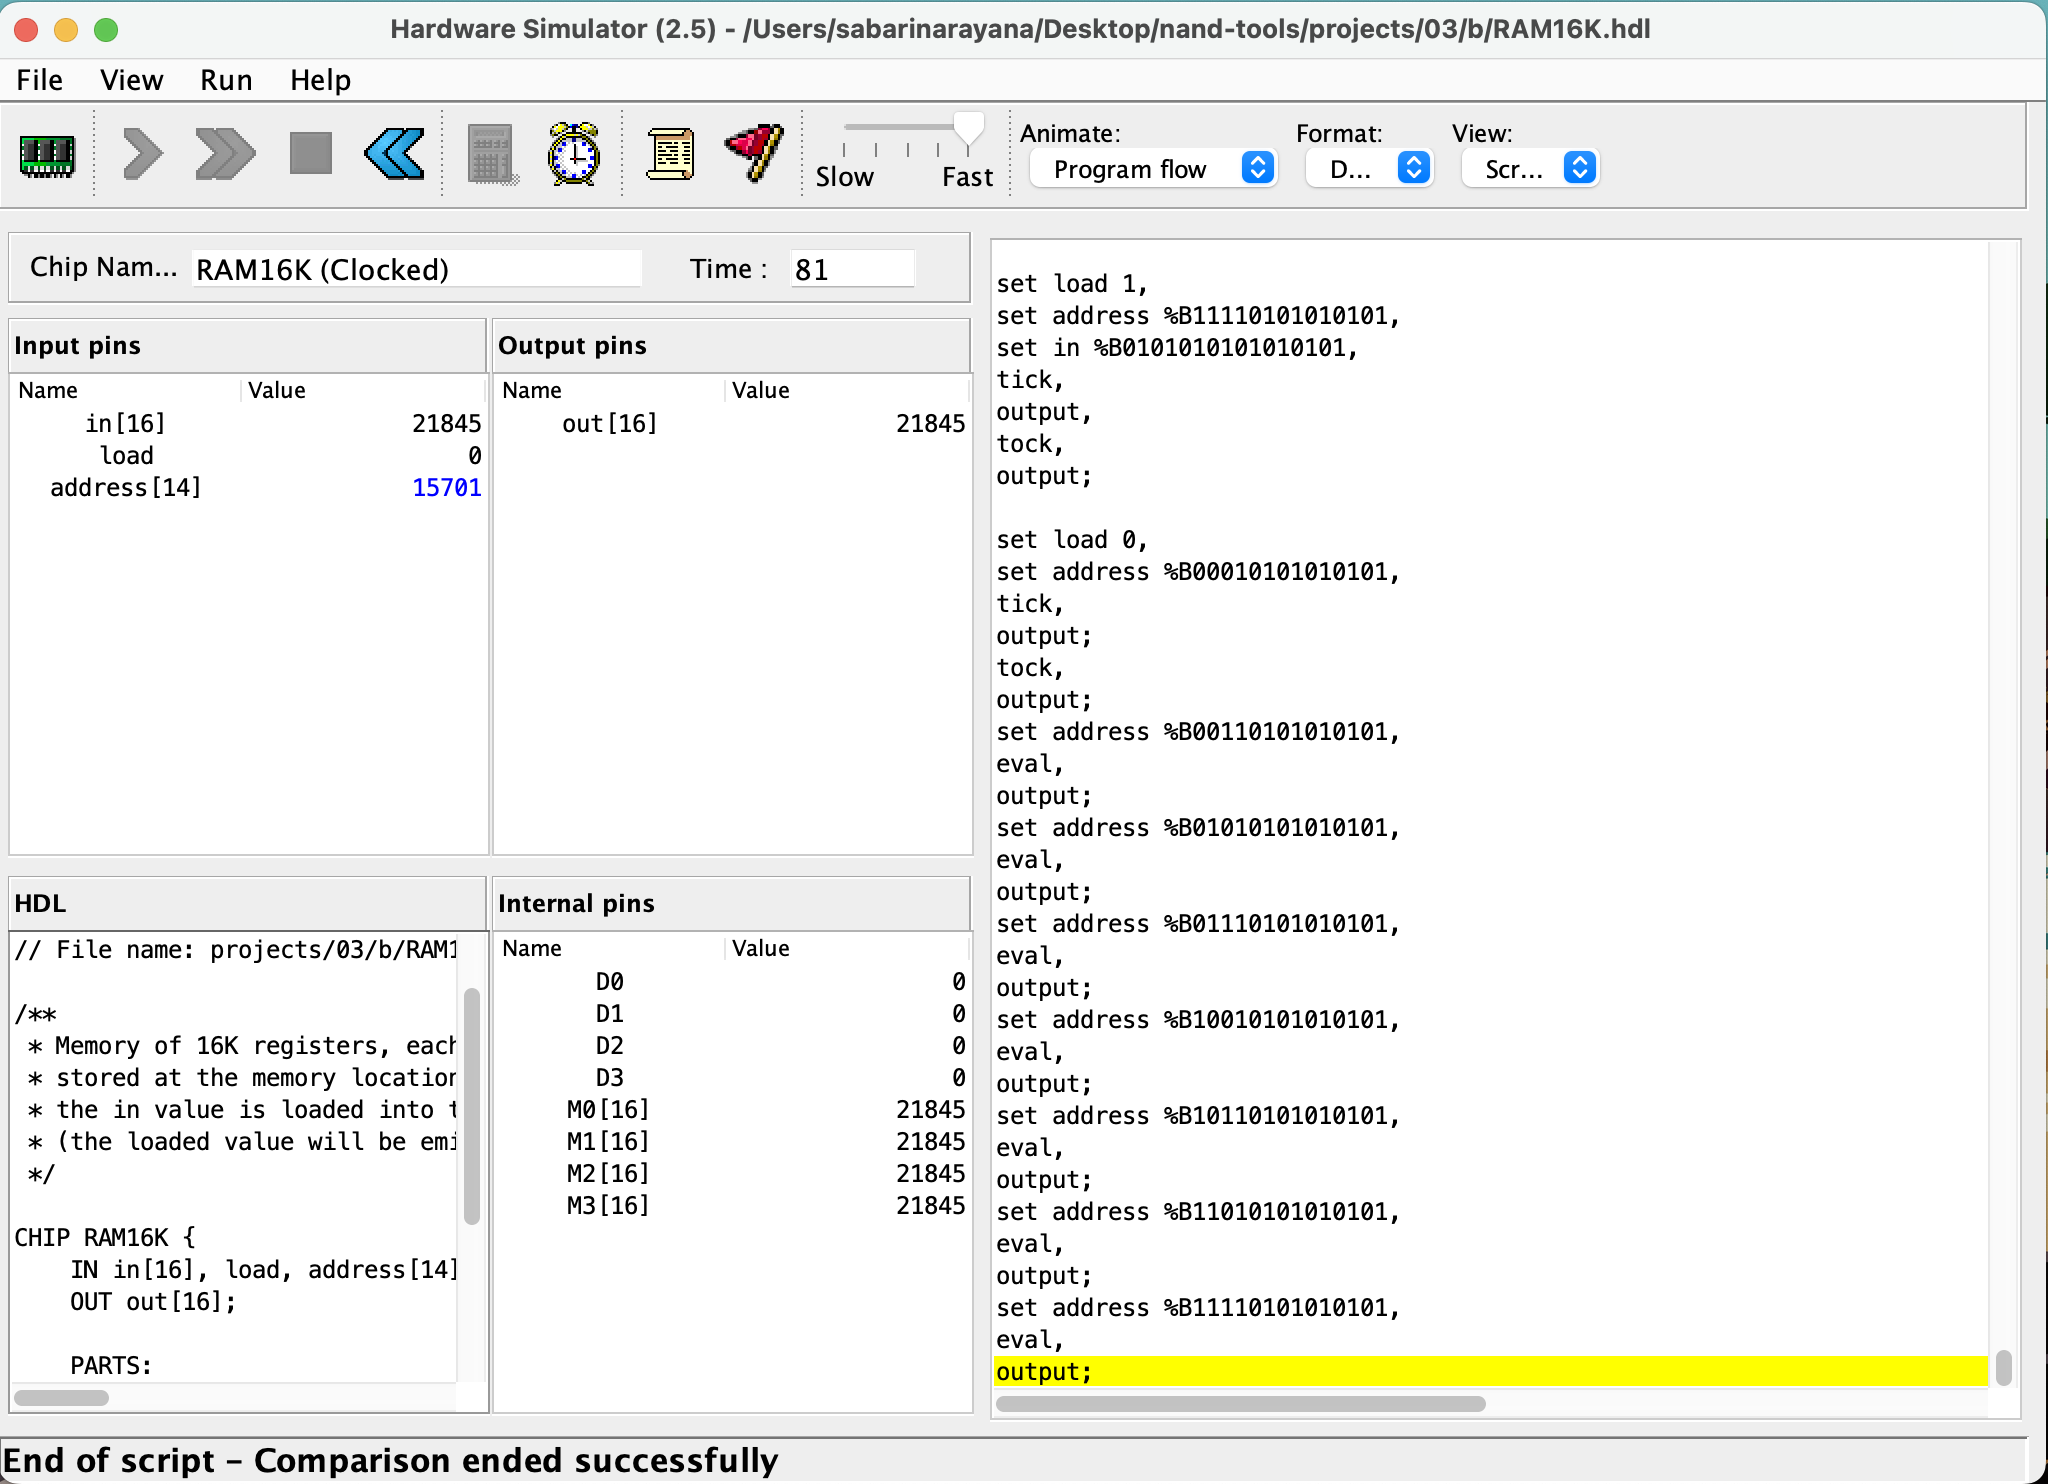 Hardware Simulator (2.5) - /Users/sabarinarayana/Desktop/nand-tools/projects/03/b/RAM16K.hdl
File View Run Help
Slow Fast
Animate: Format: View:
Program flow D... Scr...
Chip Nam... RAM16K (Clocked) Time : 81
Input pins
Name Value
in[16] 21845
load 0
address[14] 15701
Output pins
Name Value
out[16] 21845
HDL
// File name: projects/03/b/RAM1
/**
* Memory of 16K registers, each
* stored at the memory location
* the in value is loaded into t
* (the loaded value will be emi
*/
CHIP RAM16K {
IN in[16], load, address[14]
OUT out[16];
PARTS:
Internal pins
Name Value
D0 0
D1 0
D2 0
D3 0
M0[16] 21845
M1[16] 21845
M2[16] 21845
M3[16] 21845
set load 1,
set address %B11110101010101,
set in %B0101010101010101,
tick,
output,
tock,
output;
set load 0,
set address %B00010101010101,
tick,
output;
tock,
output;
set address %B00110101010101,
eval,
output;
set address %B01010101010101,
eval,
output;
set address %B01110101010101,
eval,
output;
set address %B10010101010101,
eval,
output;
set address %B10110101010101,
eval,
output;
set address %B11010101010101,
eval,
output;
set address %B11110101010101,
eval,
output;
End of script - Comparison ended successfully